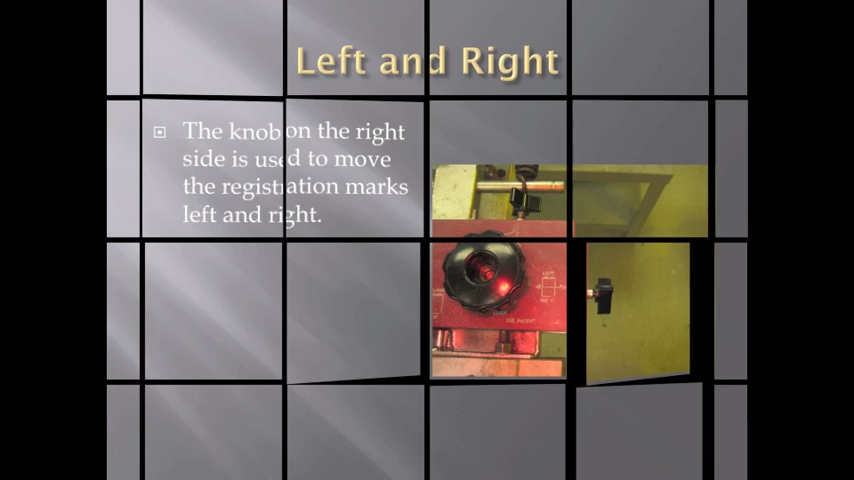 Left and Right
The knob on the right
side is used to move
the registration marks
left and right.